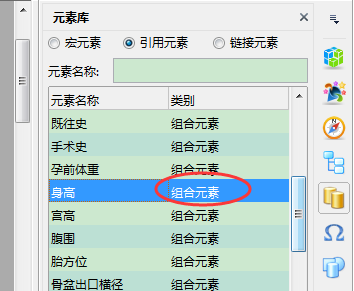 元素库
宏元素 引用元素 链接元素
元素名称:
元素名称 类别
既往史 组合元素
手术史 组合元素
孕前体重 组合元素
身高 组合元素
宫高 组合元素
腹围 组合元素
胎方位 组合元素
骨盆出口横径 组合元素